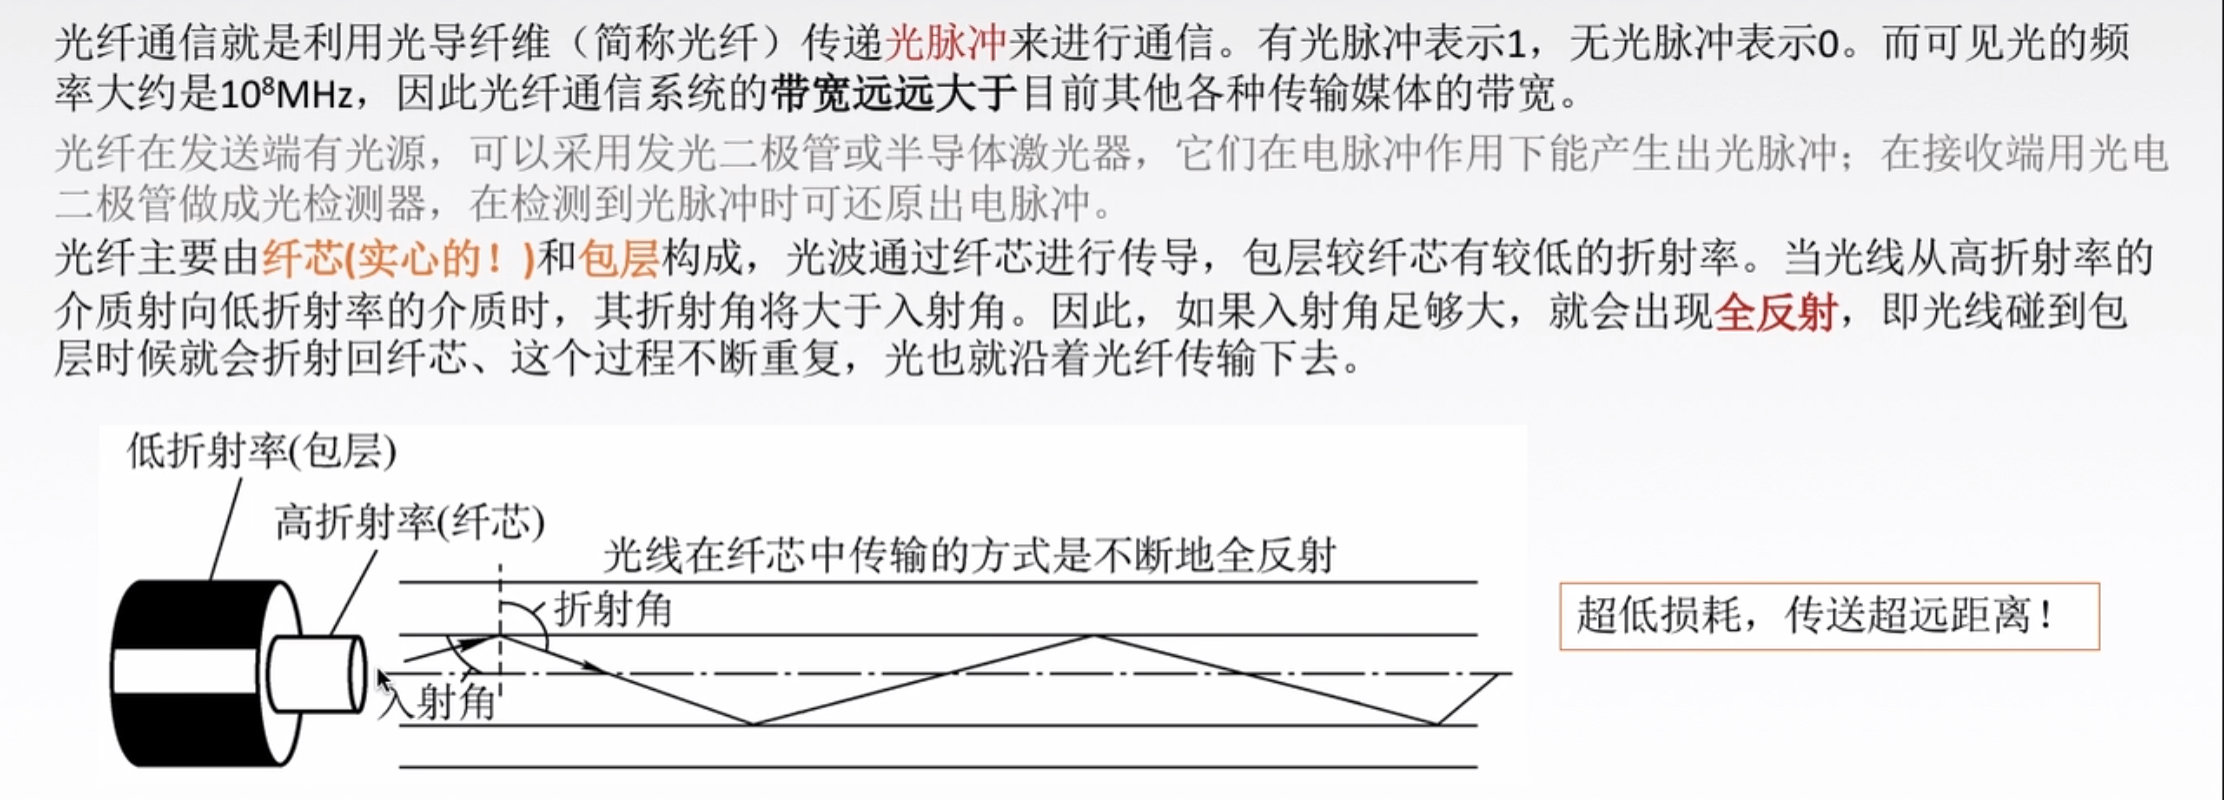 光纤通信就是利用光导纤维（简称光纤）传递光脉冲来进行通信。有光脉冲表示1，无光脉冲表示0。而可见光的频
率大约是10⁸MHz，因此光纤通信系统的带宽远远大于目前其他各种传输媒体的带宽。
光纤在发送端有光源，可以采用发光二极管或半导体激光器，它们在电脉冲作用下能产生出光脉冲；在接收端用光电
二极管做成光检测器，在检测到光脉冲时可还原出电脉冲。
光纤主要由纤芯(实心的！)和包层构成，光波通过纤芯进行传导，包层较纤芯有较低的折射率。当光线从高折射率的
介质射向低折射率的介质时，其折射角将大于入射角。因此，如果入射角足够大，就会出现全反射，即光线碰到包
层时候就会折射回纤芯、这个过程不断重复，光也就沿着光纤传输下去。
低折射率(包层)
高折射率(纤芯)
光线在纤芯中传输的方式是不断地全反射
折射角
入射角
超低损耗，传送超远距离！